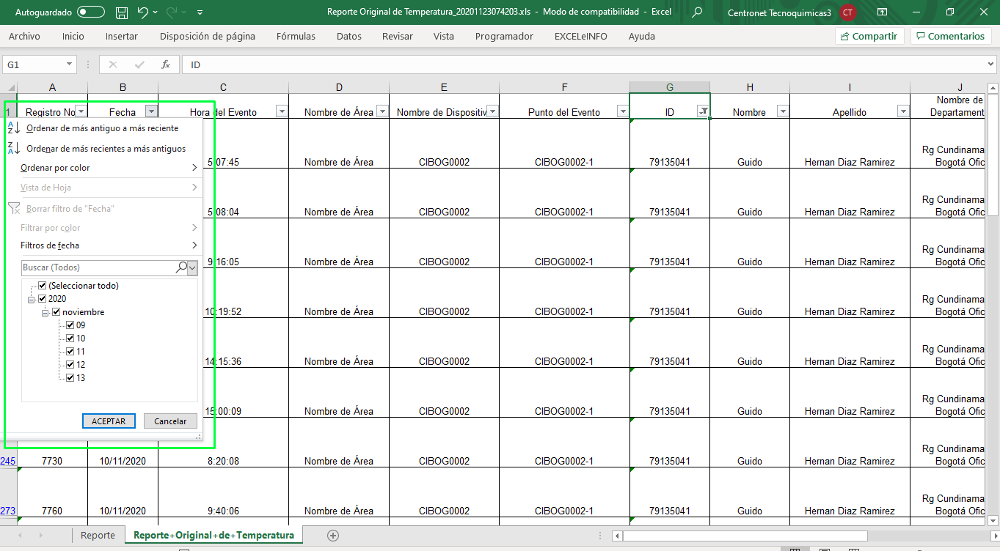 Autoguardado
Reporte Original de Temperatura_20201123074203.xls - Modo de compatibilidad - Excel
Centronet Tecnoquimicas3 CT
Archivo Inicio Insertar Disposición de página Fórmulas Datos Revisar Vista Programador EXCELeINFO Ayuda
Compartir Comentarios
G1 fx ID
A B C D E F G H I J
1 Registro No Fecha Hora del Evento Nombre de Área Nombre de Dispositiv Punto del Evento ID Nombre Apellido Nombre de
Departament
Ordenar de más antiguo a más reciente
Ordenar de más recientes a más antiguos
Ordenar por color
Vista de Hoja
Borrar filtro de "Fecha"
Filtrar por color
Filtros de fecha
Buscar (Todos)
(Seleccionar todo)
2020
noviembre
09
10
11
12
13
ACEPTAR Cancelar
Rg Cundinama
5:07:45 Nombre de Área CIBOG0002 CIBOG0002-1 79135041 Guido Hernan Diaz Ramirez Bogotá Ofic
Rg Cundinama
5:08:04 Nombre de Área CIBOG0002 CIBOG0002-1 79135041 Guido Hernan Diaz Ramirez Bogotá Ofic
Rg Cundinama
9:16:05 Nombre de Área CIBOG0002 CIBOG0002-1 79135041 Guido Hernan Diaz Ramirez Bogotá Ofic
Rg Cundinama
10:19:52 Nombre de Área CIBOG0002 CIBOG0002-1 79135041 Guido Hernan Diaz Ramirez Bogotá Ofic
Rg Cundinama
14:15:36 Nombre de Área CIBOG0002 CIBOG0002-1 79135041 Guido Hernan Diaz Ramirez Bogotá Ofic
Rg Cundinama
15:00:09 Nombre de Área CIBOG0002 CIBOG0002-1 79135041 Guido Hernan Diaz Ramirez Bogotá Ofic
Rg Cundinama
245 7730 10/11/2020 8:20:08 Nombre de Área CIBOG0002 CIBOG0002-1 79135041 Guido Hernan Diaz Ramirez Bogotá Ofic
Rg Cundinama
273 7760 10/11/2020 9:40:06 Nombre de Área CIBOG0002 CIBOG0002-1 79135041 Guido Hernan Diaz Ramirez Bogotá Ofic
Reporte Reporte+Original+de+Temperatura